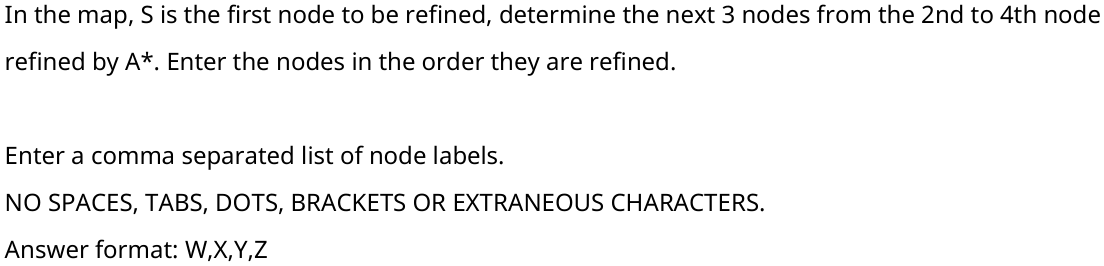 In the map, S is the first node to be refined, determine the next 3 nodes from the 2nd to 4th node
refined by A*. Enter the nodes in the order they are refined.
Enter a comma separated list of node labels.
NO SPACES, TABS, DOTS, BRACKETS OR EXTRANEOUS CHARACTERS.
Answer format: W,X,Y,Z